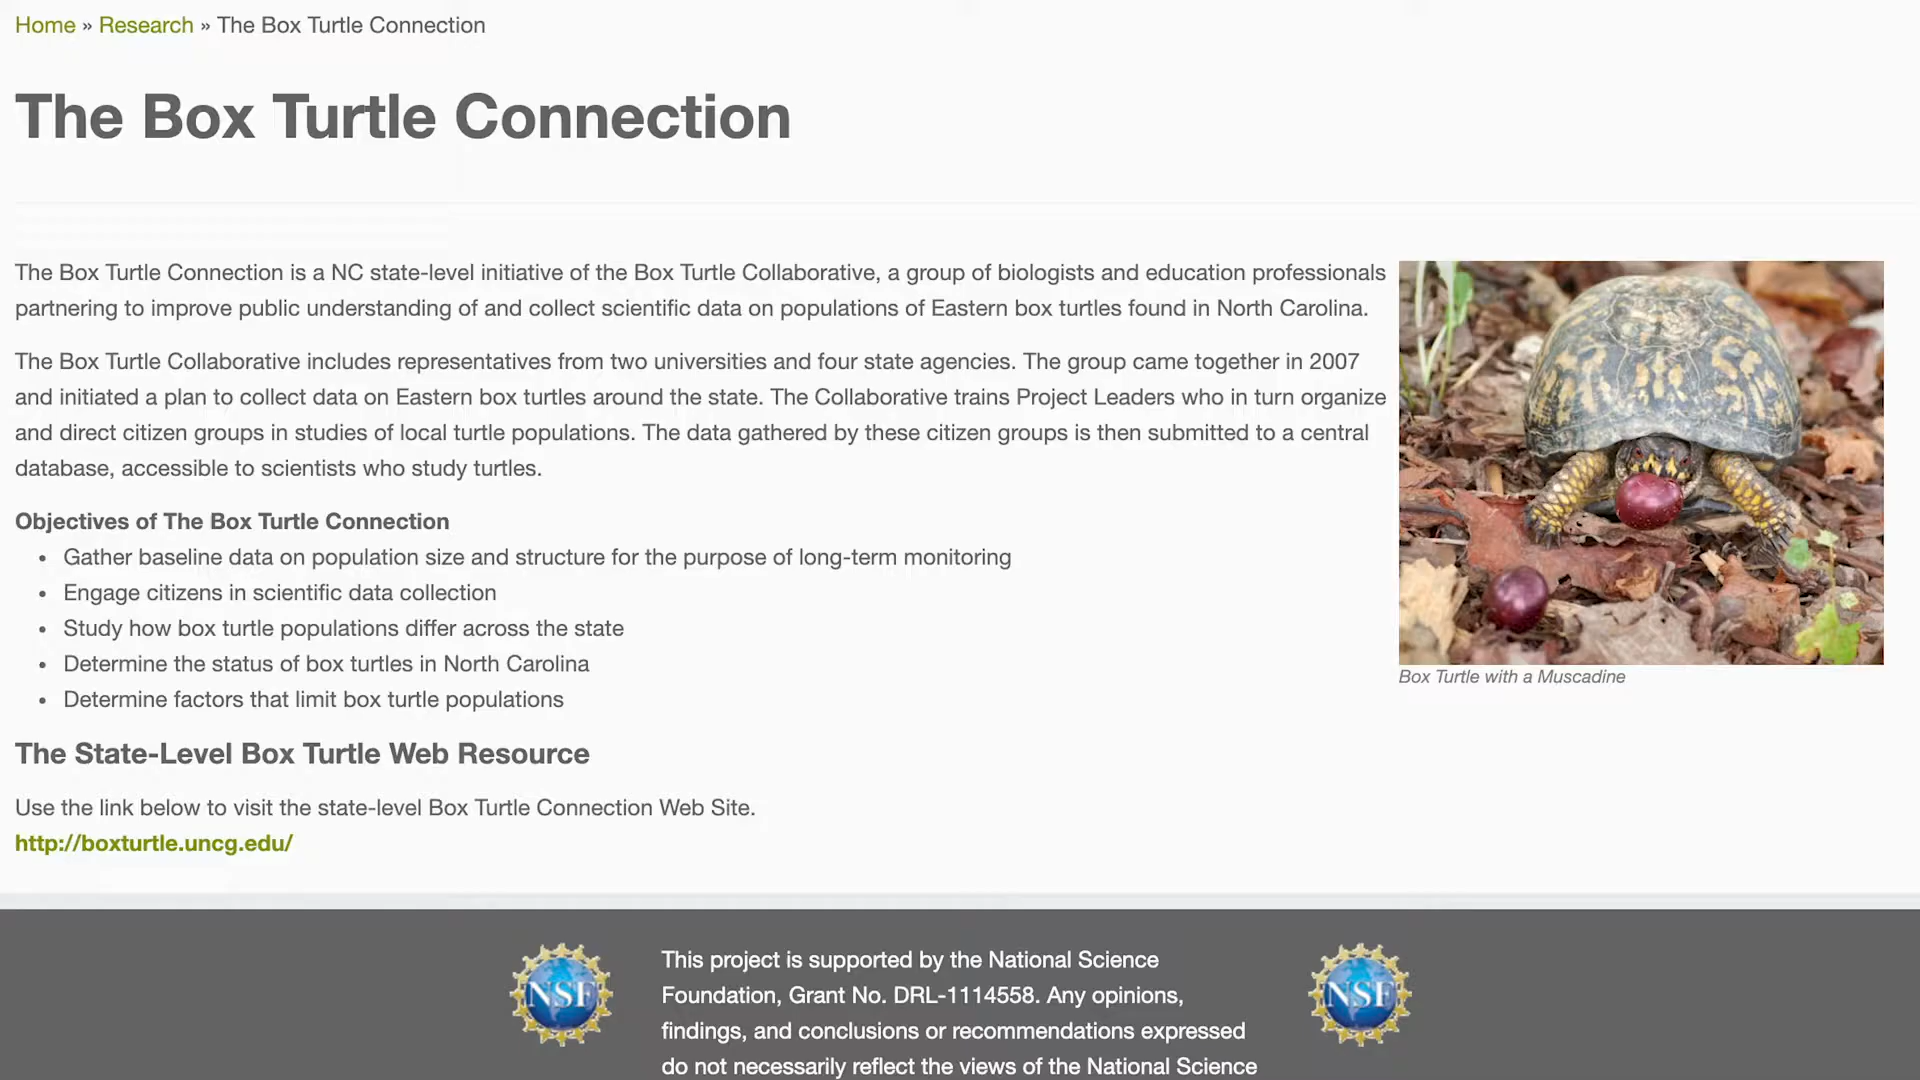 Home » Research » The Box Turtle Connection
The Box Turtle Connection
The Box Turtle Connection is a NC state-level initiative of the Box Turtle Collaborative, a group of biologists and education professionals
partnering to improve public understanding of and collect scientific data on populations of Eastern box turtles found in North Carolina.
The Box Turtle Collaborative includes representatives from two universities and four state agencies. The group came together in 2007
and initiated a plan to collect data on Eastern box turtles around the state. The Collaborative trains Project Leaders who in turn organize
and direct citizen groups in studies of local turtle populations. The data gathered by these citizen groups is then submitted to a central
database, accessible to scientists who study turtles.
Objectives of The Box Turtle Connection
• Gather baseline data on population size and structure for the purpose of long-term monitoring
• Engage citizens in scientific data collection
• Study how box turtle populations differ across the state
• Determine the status of box turtles in North Carolina
• Determine factors that limit box turtle populations
Box Turtle with a Muscadine
The State-Level Box Turtle Web Resource
Use the link below to visit the state-level Box Turtle Connection Web Site.
http://boxturtle.uncg.edu/
NSF
This project is supported by the National Science
Foundation, Grant No. DRL-1114558. Any opinions,
findings, and conclusions or recommendations expressed
do not necessarily reflect the views of the National Science
NSF